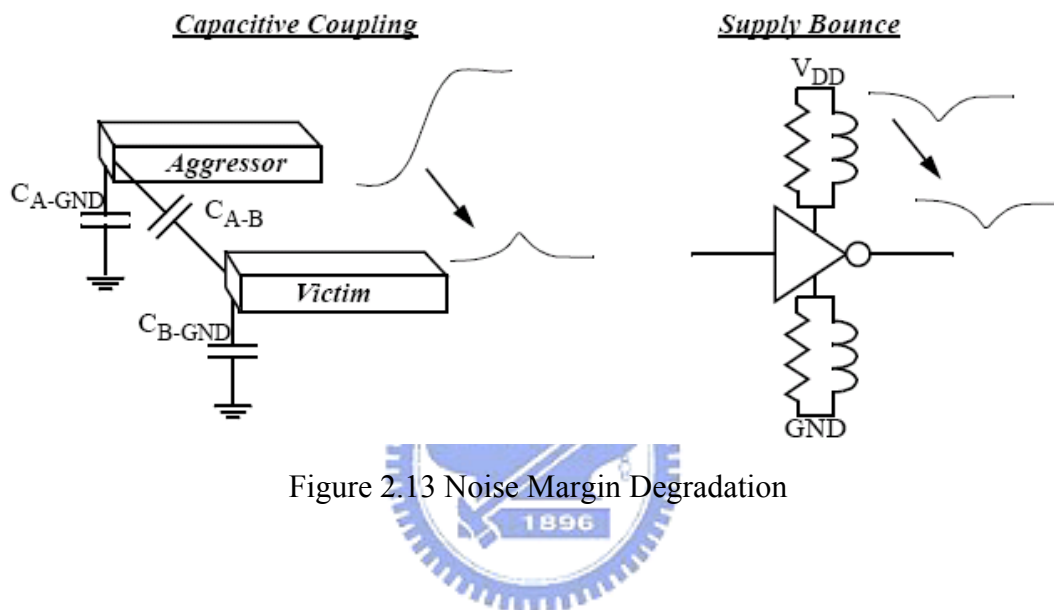 Capacitive Coupling
Supply Bounce
VDD
Aggressor
CA-GND
CA-B
Victim
CB-GND
GND
Figure 2.13 Noise Margin Degradation
1896